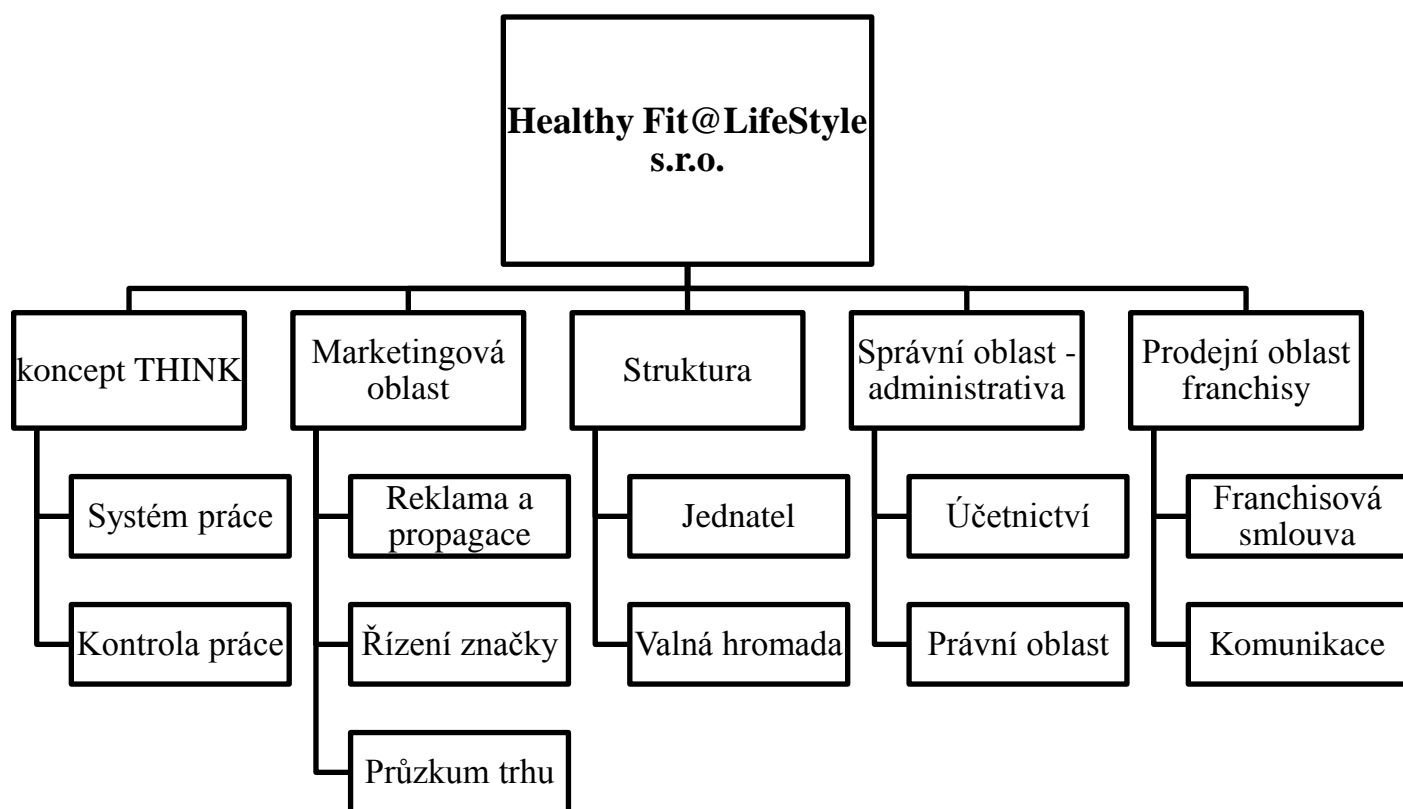 Healthy Fit@LifeStyle
s.r.o.
koncept THINK
Marketingová
oblast
Struktura
Správní oblast -
administrativa
Prodejní oblast
franchisy
Systém práce
Reklama a
propagace
Jednatel
Účetnictví
Franchisová
smlouva
Kontrola práce
Řízení značky
Valná hromada
Právní oblast
Komunikace
Průzkum trhu